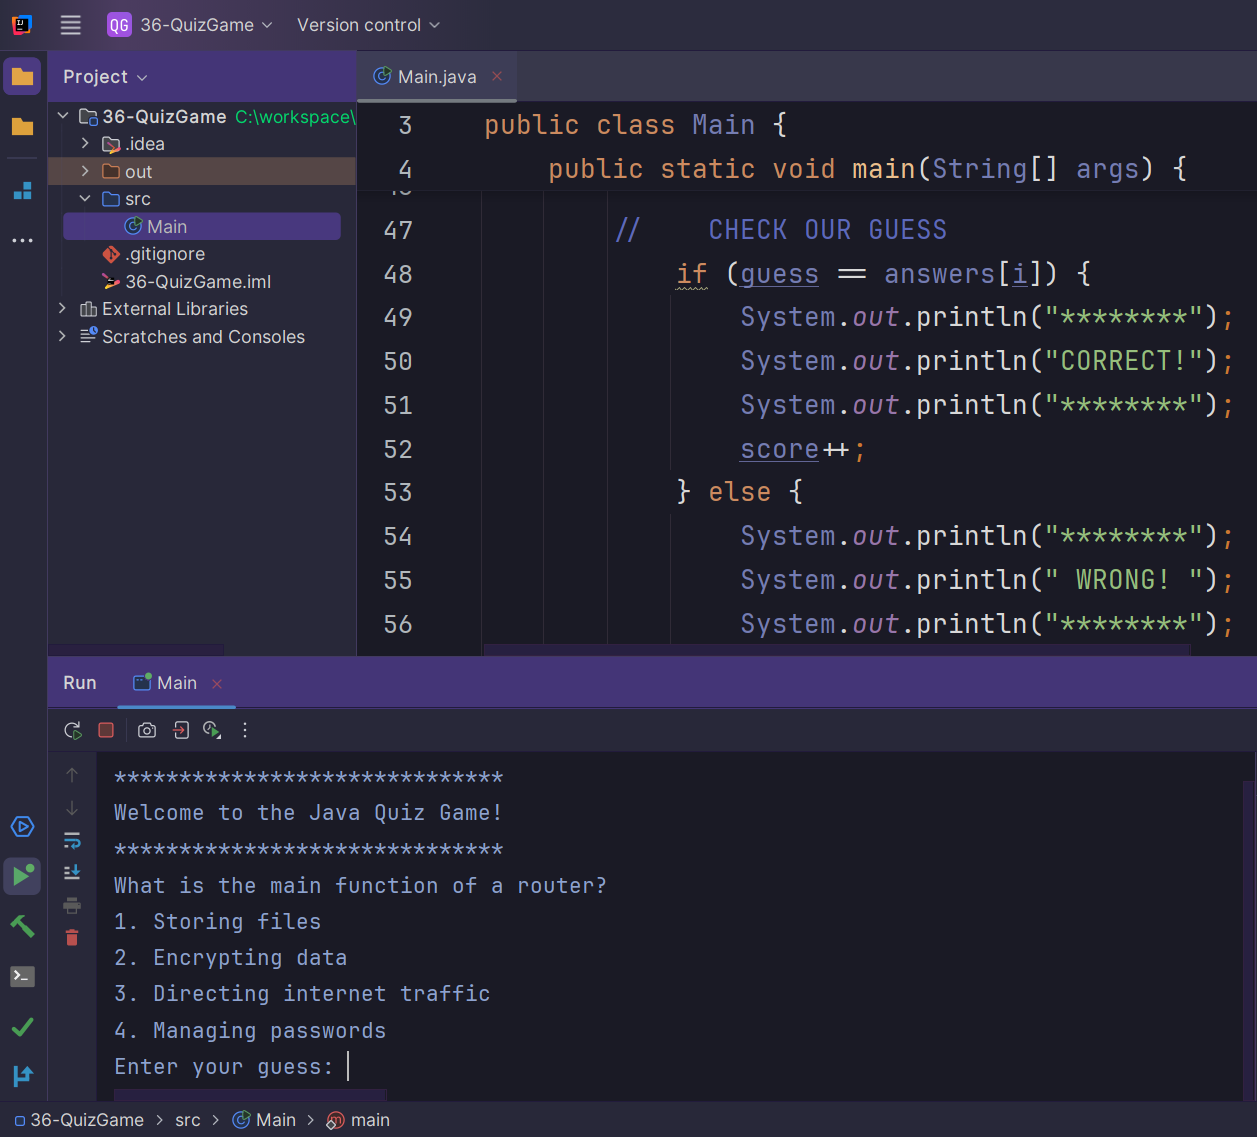 QG 36-QuizGame Version control
Project
Main.java
36-QuizGame C:\workspace\
.idea
out
src
Main
.gitignore
36-QuizGame.iml
External Libraries
Scratches and Consoles
3 public class Main {
4 public static void main(String[] args) {
47 // CHECK OUR GUESS
48 if (guess == answers[i]) {
49 System.out.println("********");
50 System.out.println("CORRECT!");
51 System.out.println("********");
52 score++;
53 } else {
54 System.out.println("********");
55 System.out.println(" WRONG! ");
56 System.out.println("********");
Run Main
******************************
Welcome to the Java Quiz Game!
******************************
What is the main function of a router?
1. Storing files
2. Encrypting data
3. Directing internet traffic
4. Managing passwords
Enter your guess:
36-QuizGame > src > Main > main